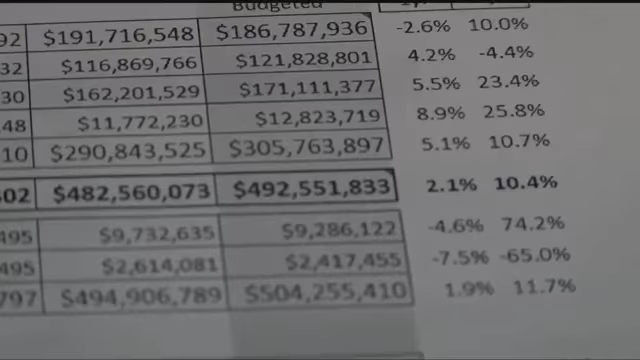 Budgeted
92 $191,716,548 $186,787,936 -2.6% 10.0%
32 $116,869,766 $121,828,801 4.2% -4.4%
30 $162,201,529 $171,111,377 5.5% 23.4%
48 $11,772,230 $12,823,719 8.9% 25.8%
10 $290,843,525 $305,763,897 5.1% 10.7%
602 $482,560,073 $492,551,833 2.1% 10.4%
495 $9,732,635 $9,286,122 -4.6% 74.2%
495 $2,614,081 $2,417,455 -7.5% -65.0%
797 $494,906,789 $504,255,410 1.9% 11.7%